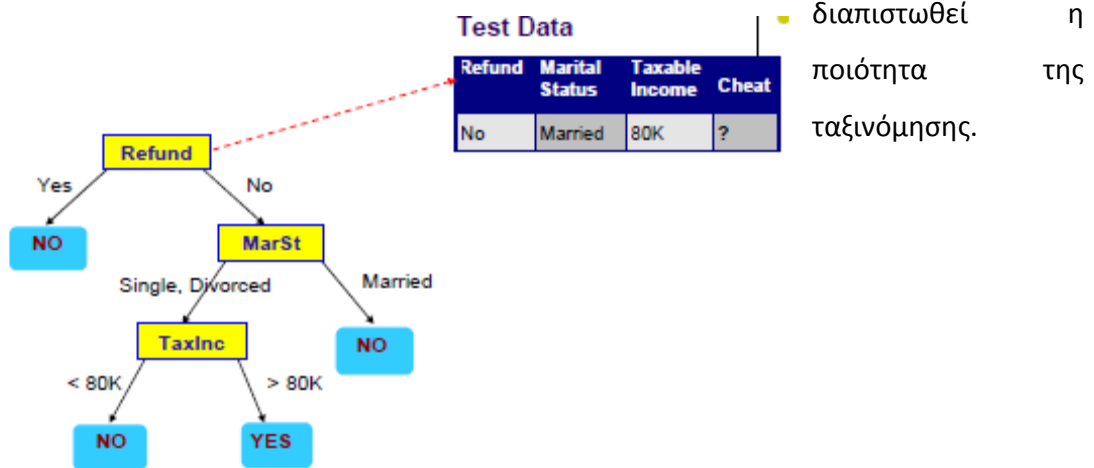 διαπιστωθεί η
ποιότητα της
ταξινόμησης.
Test Data
Refund Marital Status Taxable Income Cheat
No Married 80K ?
Refund
Yes No
NO MarSt
Single, Divorced Married
TaxInc NO
< 80K > 80K
NO YES